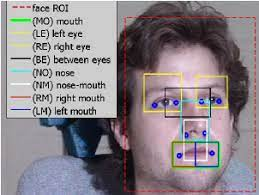 face ROI
(MO) mouth
(LE) left eye
(RE) right eye
(BE) between eyes
(NO) nose
(NM) nose-mouth
(RM) right mouth
(LM) left mouth